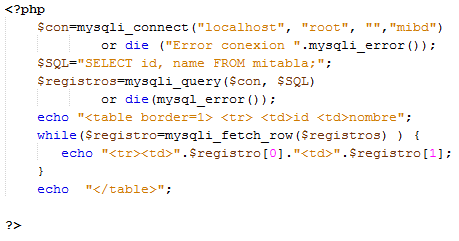 <?php
$con=mysqli_connect("localhost", "root", "","mibd")
or die ("Error conexion ".mysqli_error());
$SQL="SELECT id, name FROM mitabla;";
$registros=mysqli_query($con, $SQL)
or die(mysql_error());
echo "<table border=1> <tr> <td>id <td>nombre";
while($registro=mysqli_fetch_row($registros) ) {
echo "<tr><td>".$registro[0]."<td>".$registro[1];
}
echo  "</table>";
?>